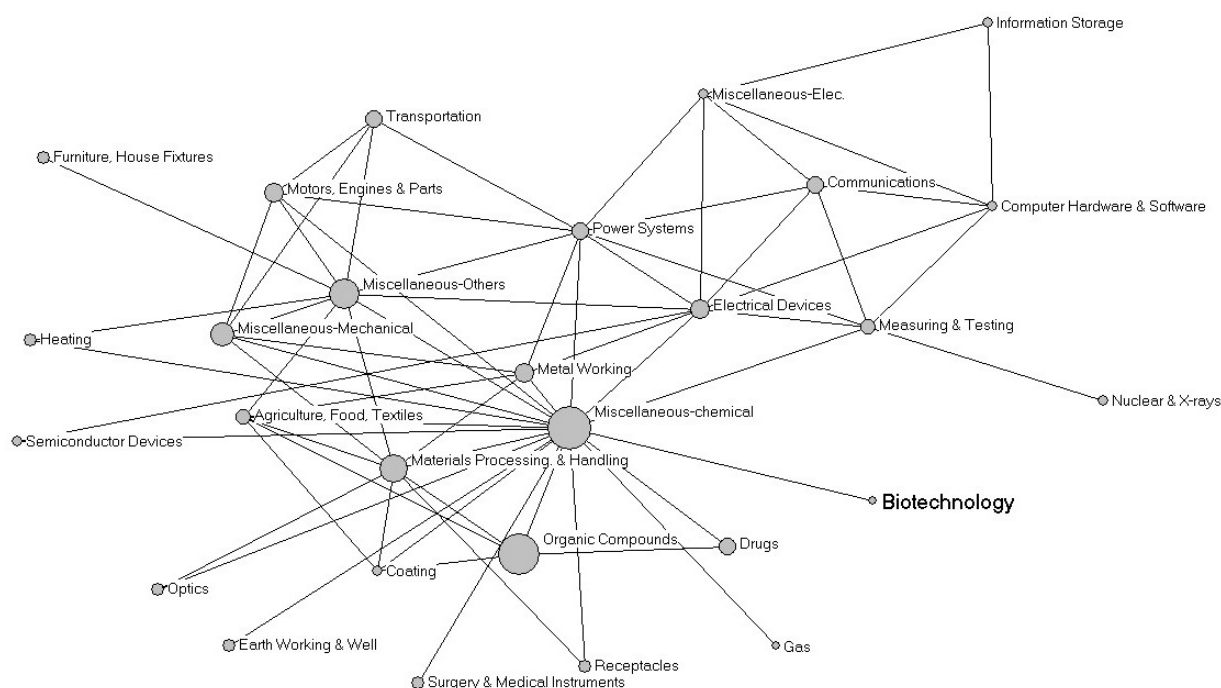 Information Storage
Miscellaneous-Elec.
Transportation
Furniture, House Fixtures
Motors, Engines & Parts
Communications
Computer Hardware & Software
Power Systems
Miscellaneous-Others
Electrical Devices
Miscellaneous-Mechanical
Measuring & Testing
Heating
Metal Working
Nuclear & X-rays
Miscellaneous-chemical
Agriculture, Food, Textiles
Semiconductor Devices
Materials Processing. & Handling
Biotechnology
Organic Compounds
Drugs
Coating
Optics
Earth Working & Well
Gas
Receptacles
Surgery & Medical Instruments